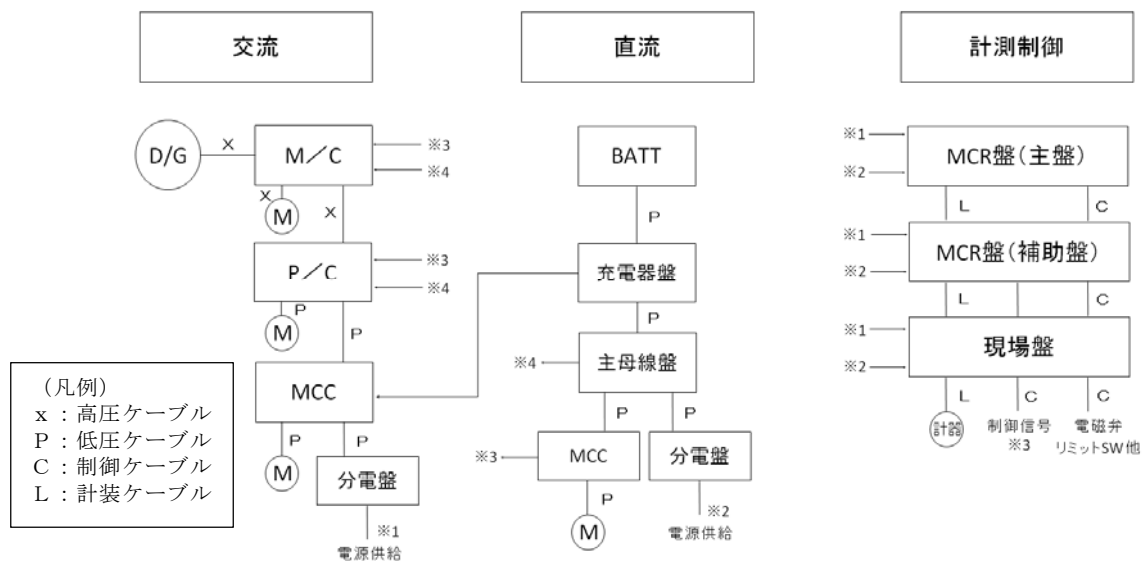 交流
直流
計測制御
D/G
X
M／C
※3
※4
X
M
X
P／C
※3
※4
P
M
P
MCC
P
P
M
分電盤
※1
電源供給
BATT
P
充電器盤
P
※4
主母線盤
P
P
※3
MCC
分電盤
P
※2
M
電源供給
※1
MCR盤(主盤)
※2
L
C
※1
MCR盤(補助盤)
※2
L
C
※1
現場盤
※2
L
C
C
計器
制御信号
※3
電磁弁
リミットSW他
（凡例）
x：高圧ケーブル
P：低圧ケーブル
C：制御ケーブル
L：計装ケーブル